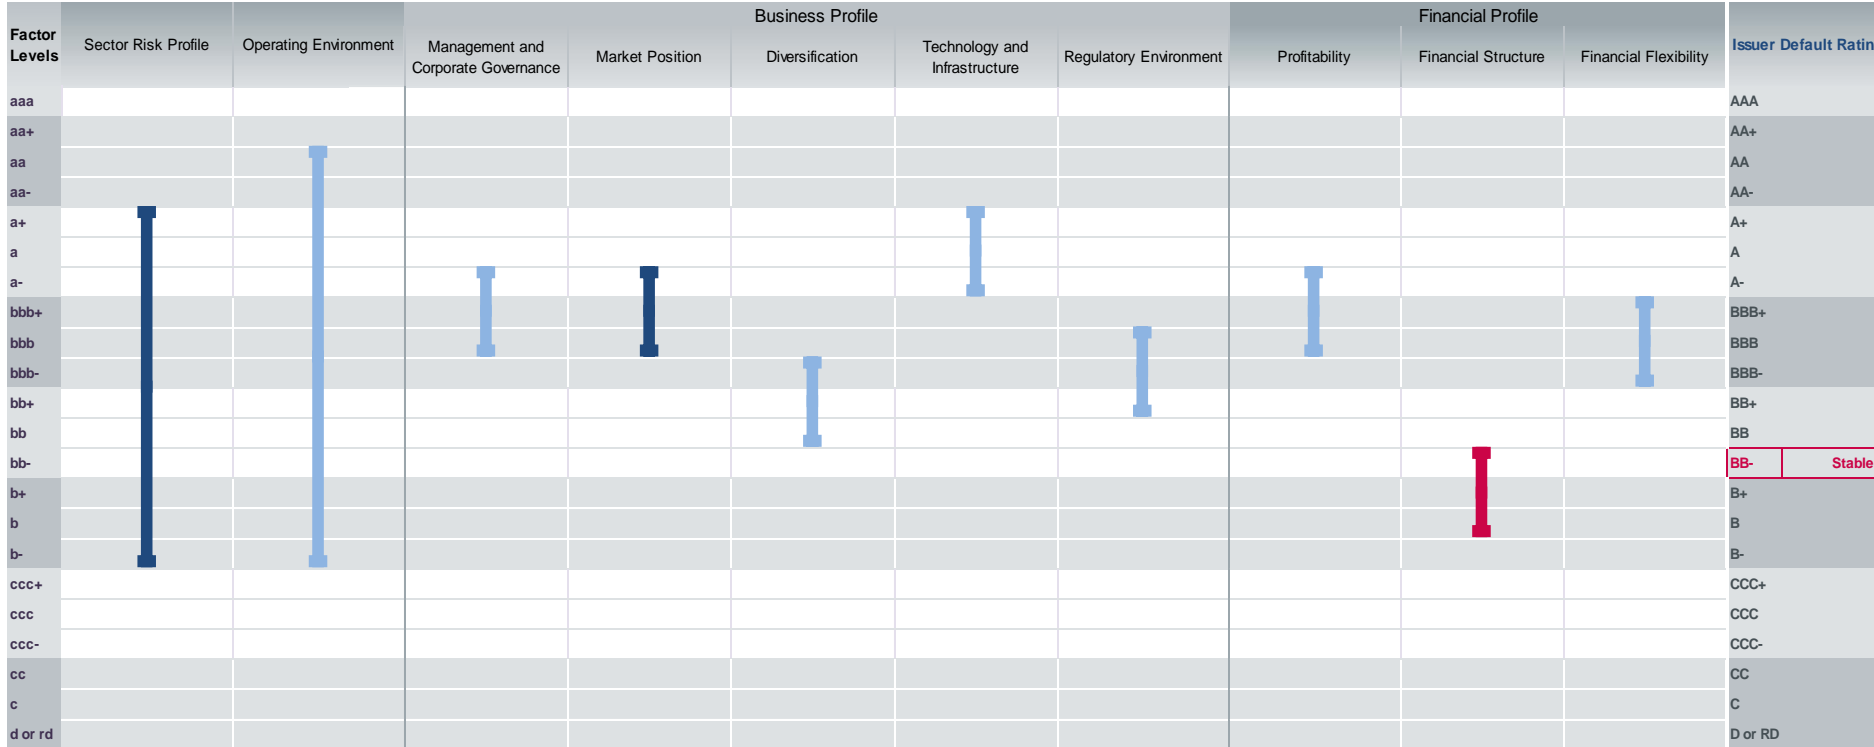 Business Profile
Financial Profile
Factor
Levels
Sector Risk Profile
Operating Environment
Management and
Corporate Governance
Market Position
Diversification
Technology and
Infrastructure
Regulatory Environment
Profitability
Financial Structure
Financial Flexibility
Issuer Default Ratin
aaa AAA
aa+ AA+
aa AA
aa- AA-
a+ A+
a A
a- A-
bbb+ BBB+
bbb BBB
bbb- BBB-
bb+ BB+
bb BB
bb- BB- Stable
b+ B+
b B
b- B-
ccc+ CCC+
ccc CCC
ccc- CCC-
cc CC
c C
d or rd D or RD